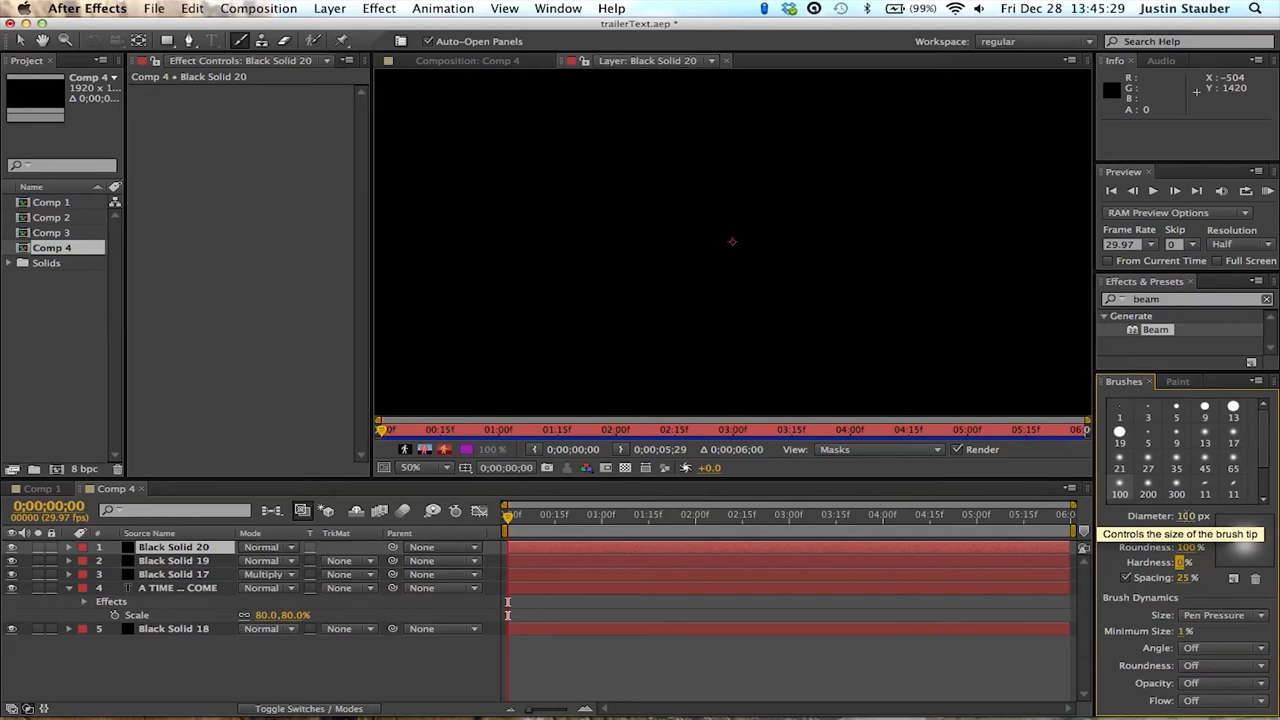 After Effects File Edit Composition Layer Effect Animation View Window Help (99%) Fri Dec 28 13:45:29 Justin Stauber
trailerText.aep *
Auto-Open Panels Workspace: regular Search Help
Project Effect Controls: Black Solid 20 Composition: Comp 4 Layer: Black Solid 20 Info Audio
Comp 4 • Black Solid 20
Comp 4
1920 x 1...
Δ 0;00;0...
R: X: -504
G: Y: 1420
B:
A: 0
Preview
RAM Preview Options
Frame Rate Skip Resolution
29.97 0 Half
From Current Time Full Screen
Name
Comp 1
Comp 2
Comp 3
Comp 4
Solids
Effects & Presets
beam
Generate
Beam
Brushes Paint
1 3 5 9 13
19 5 9 13 17
21 27 35 45 65
100 200 300 11 11
Diameter: 100 px
Controls the size of the brush tip
Roundness: 100 %
Hardness: 0 %
Spacing: 25 %
Brush Dynamics
Size: Pen Pressure
Minimum Size: 1 %
Angle: Off
Roundness: Off
Opacity: Off
Flow: Off
0f 00:15f 01:00f 01:15f 02:00f 02:15f 03:00f 03:15f 04:00f 04:15f 05:00f 05:15f 06:0
100 % 0;00;00;00 0;00;05;29 Δ 0;00;06;00 View: Masks Render
50% 0;00;00;00 +0.0
8 bpc
Comp 1 Comp 4
0;00;00;00
00000 (29.97 fps)
00f 00:15f 01:00f 01:15f 02:00f 02:15f 03:00f 03:15f 04:00f 04:15f 05:00f 05:15f 06:0
# Source Name Mode T TrkMat Parent
1 Black Solid 20 Normal None
2 Black Solid 19 Normal None None
3 Black Solid 17 Multiply None None
4 T A TIME ... COME Normal None None
Effects
Scale 80.0,80.0%
5 Black Solid 18 Normal None None
Toggle Switches / Modes